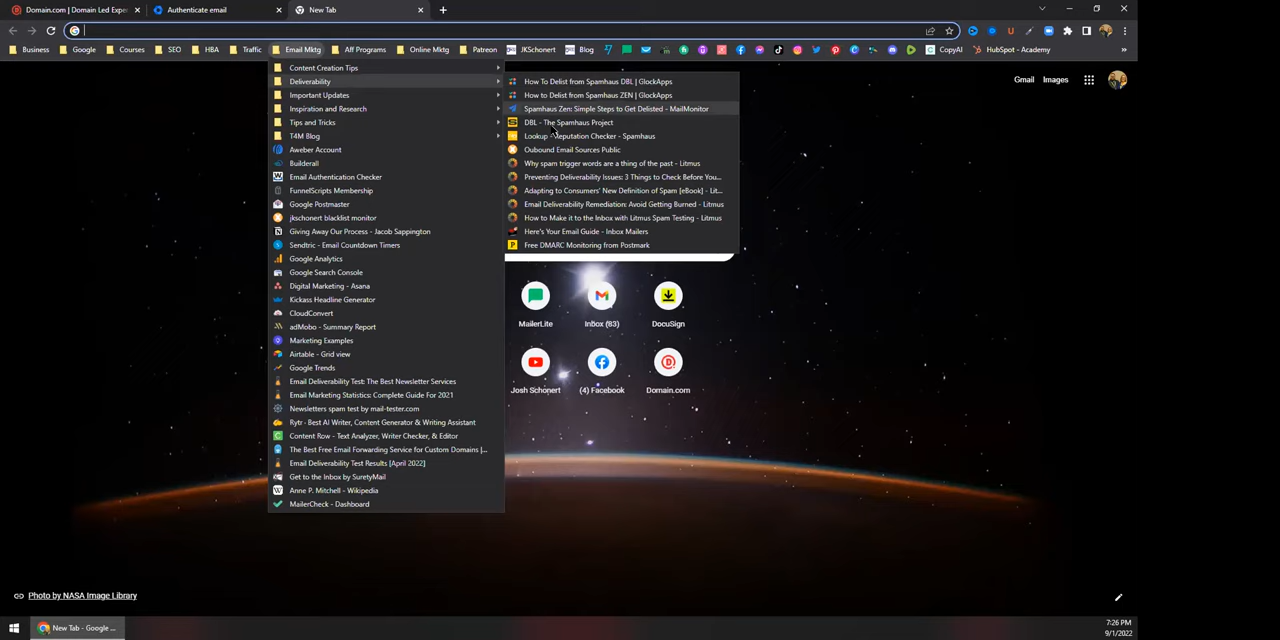 Domain.com | Domain Led Expe
Authenticate email
New Tab
Business
Google
Courses
SEO
HBA
Traffic
Email Mktg
Aff Programs
Online Mktg
Patreon
JKSchonert
Blog
CopyAI
HubSpot - Academy
»
Gmail
Images
Content Creation Tips
Deliverability
Important Updates
Inspiration and Research
Tips and Tricks
T4M Blog
Aweber Account
Builderall
Email Authentication Checker
FunnelScripts Membership
Google Postmaster
jkschonert blacklist monitor
Giving Away Our Process - Jacob Sappington
Sendtric - Email Countdown Timers
Google Analytics
Google Search Console
Digital Marketing - Asana
Kickass Headline Generator
CloudConvert
adMobo - Summary Report
Marketing Examples
Airtable - Grid view
Google Trends
Email Deliverability Test: The Best Newsletter Services
Email Marketing Statistics: Complete Guide For 2021
Newsletters spam test by mail-tester.com
Rytr - Best AI Writer, Content Generator & Writing Assistant
Content Row - Text Analyzer, Writer Checker, & Editor
The Best Free Email Forwarding Service for Custom Domains |...
Email Deliverability Test Results [April 2022]
Get to the Inbox by SuretyMail
Anne P. Mitchell - Wikipedia
MailerCheck - Dashboard
How To Delist from Spamhaus DBL | GlockApps
How to Delist from Spamhaus ZEN | GlockApps
Spamhaus Zen: Simple Steps to Get Delisted - MailMonitor
DBL - The Spamhaus Project
Lookup - Reputation Checker - Spamhaus
Oubound Email Sources Public
Why spam trigger words are a thing of the past - Litmus
Preventing Deliverability Issues: 3 Things to Check Before You...
Adapting to Consumers' New Definition of Spam [eBook] - Lit...
Email Deliverability Remediation: Avoid Getting Burned - Litmus
How to Make it to the Inbox with Litmus Spam Testing - Litmus
Here's Your Email Guide - Inbox Mailers
Free DMARC Monitoring from Postmark
MailerLite
Inbox (83)
DocuSign
Josh Schonert
(4) Facebook
Domain.com
Photo by NASA Image Library
New Tab - Google ...
7:26 PM
9/1/2022